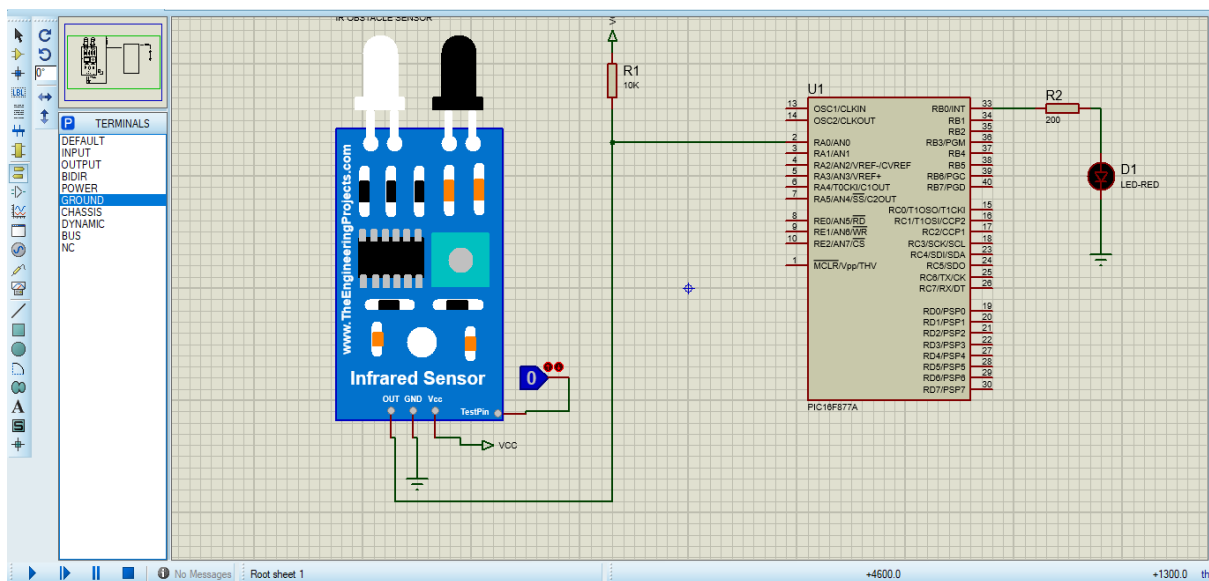 IR OBSTACLE SENSOR
LBL
0°
P TERMINALS
DEFAULT
INPUT
OUTPUT
BIDIR
POWER
GROUND
CHASSIS
DYNAMIC
BUS
NC
A
S
www.TheEngineeringProjects.com
Infrared Sensor
OUT GND Vcc
TestPin
0
VCC
R1
10K
U1
13 OSC1/CLKIN
14 OSC2/CLKOUT
2 RA0/AN0
3 RA1/AN1
4 RA2/AN2/VREF-/CVREF
5 RA3/AN3/VREF+
6 RA4/T0CKI/C1OUT
7 RA5/AN4/SS/C2OUT
8 RE0/AN5/RD
9 RE1/AN6/WR
10 RE2/AN7/CS
1 MCLR/Vpp/THV
RB0/INT 33
RB1 34
RB2 35
RB3/PGM 36
RB4 37
RB5 38
RB6/PGC 39
RB7/PGD 40
RC0/T1OSO/T1CKI 15
RC1/T1OSI/CCP2 16
RC2/CCP1 17
RC3/SCK/SCL 18
RC4/SDI/SDA 23
RC5/SDO 24
RC6/TX/CK 25
RC7/RX/DT 26
RD0/PSP0 19
RD1/PSP1 20
RD2/PSP2 21
RD3/PSP3 22
RD4/PSP4 27
RD5/PSP5 28
RD6/PSP6 29
RD7/PSP7 30
PIC16F877A
R2
200
D1
LED-RED
No Messages
Root sheet 1
+4600.0
+1300.0
th